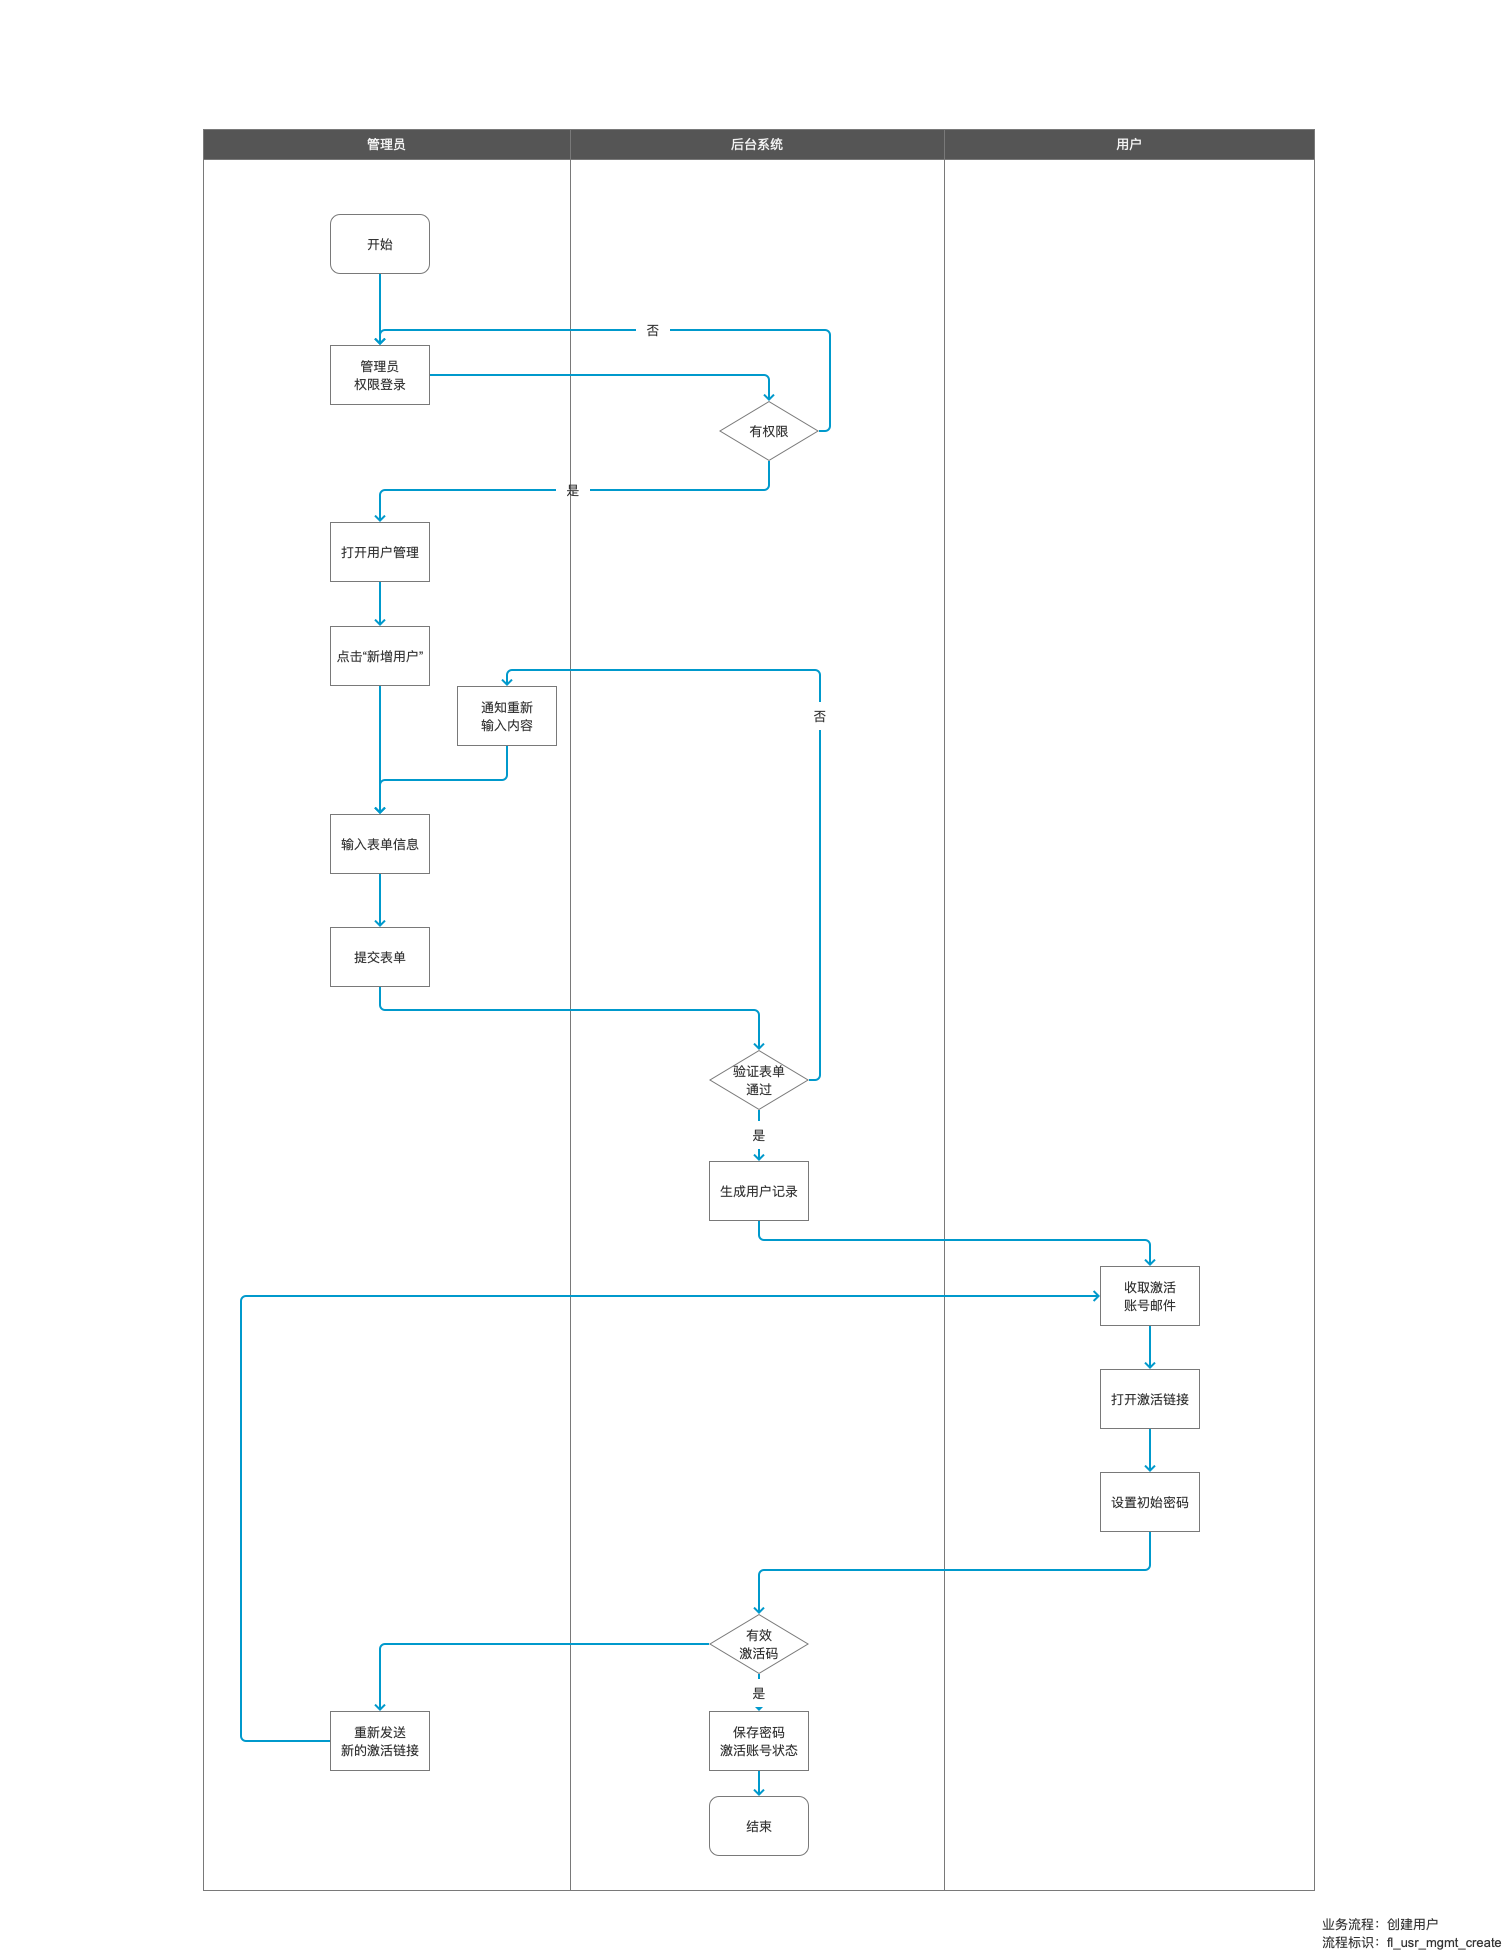 管理员
后台系统
用户
开始
否
管理员
权限登录
有权限
是
打开用户管理
点击“新增用户”
通知重新
输入内容
否
输入表单信息
提交表单
验证表单
通过
是
生成用户记录
收取激活
账号邮件
打开激活链接
设置初始密码
有效
激活码
是
重新发送
新的激活链接
保存密码
激活账号状态
结束
业务流程：创建用户
流程标识：fl_usr_mgmt_create